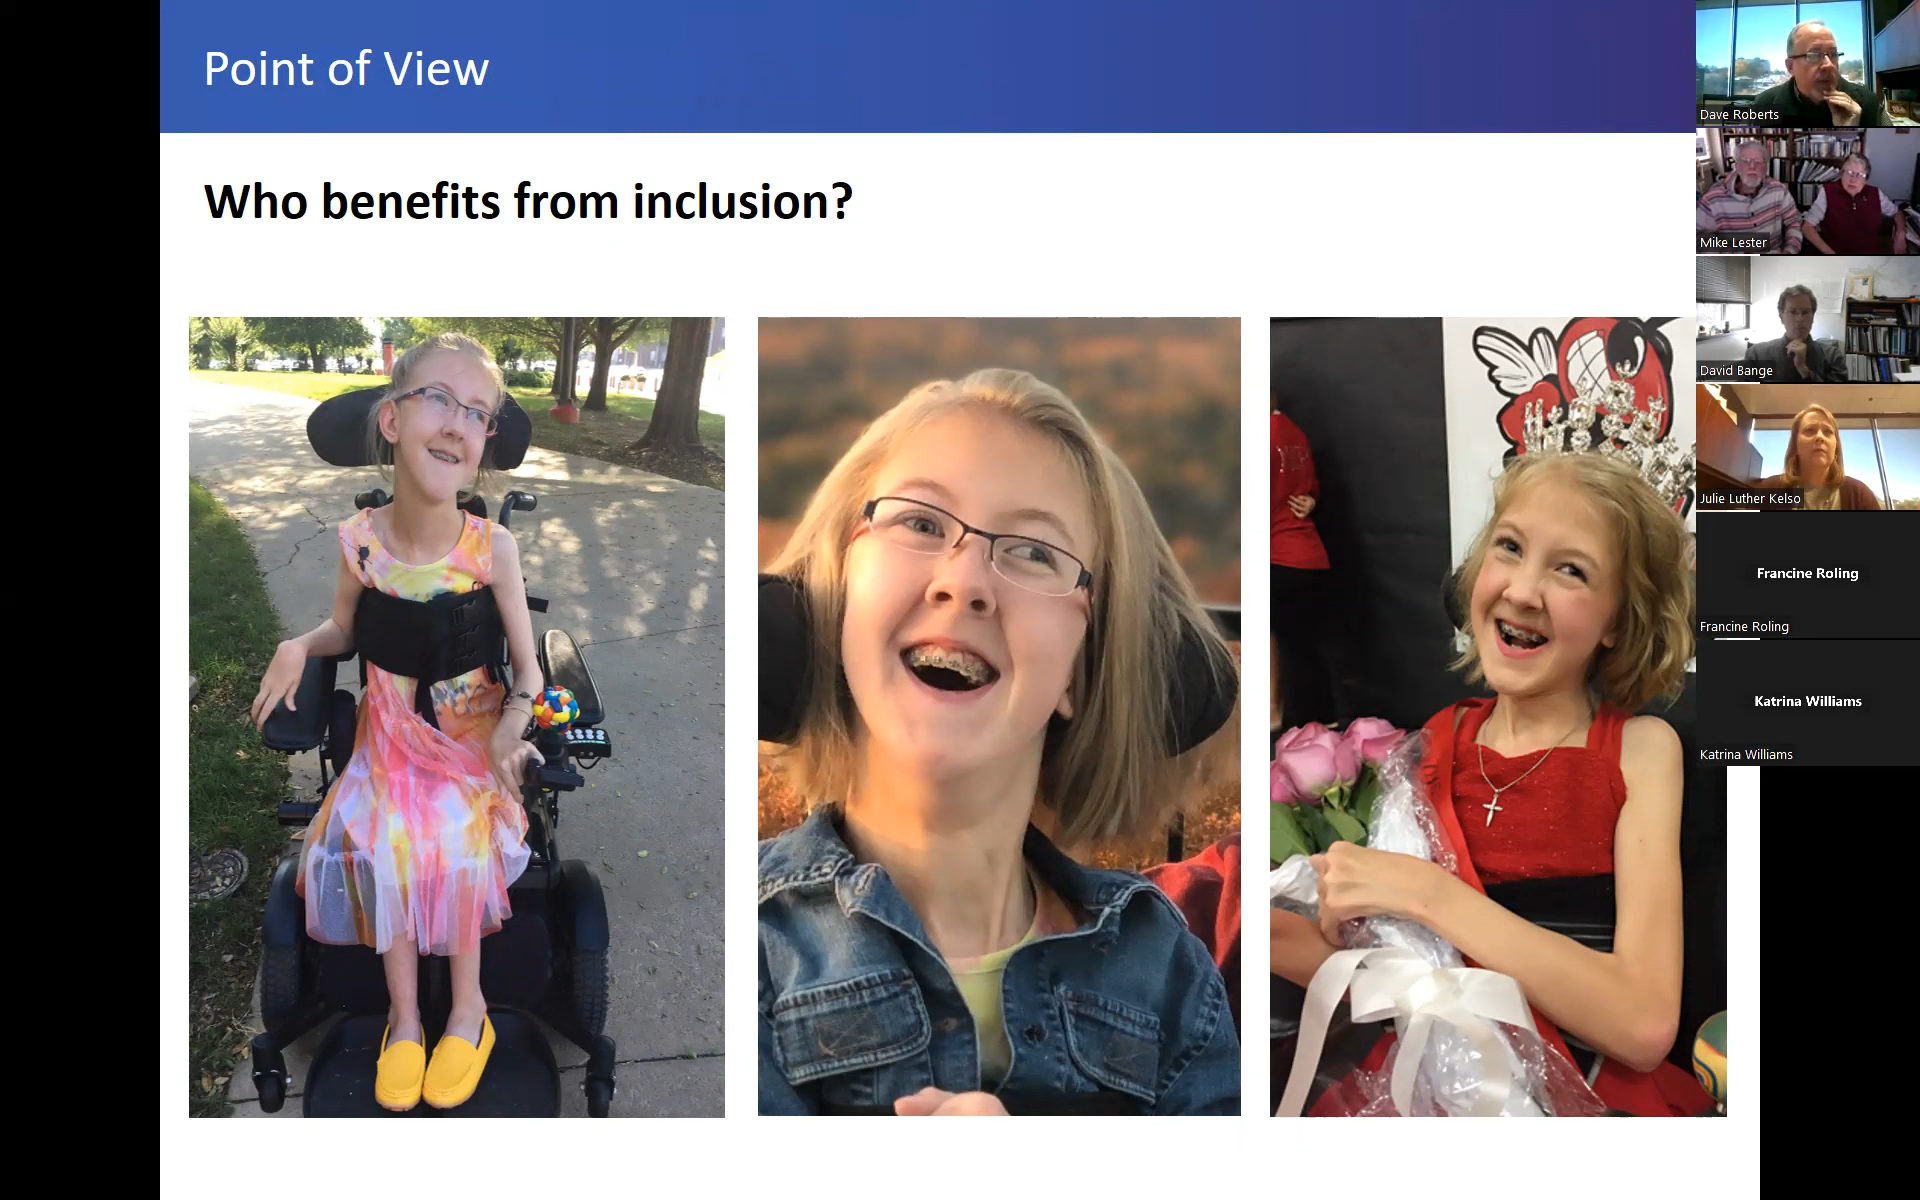 Point of View
Who benefits from inclusion?
Dave Roberts
Mike Lester
David Bange
Julie Luther Kelso
Francine Roling
Francine Roling
Katrina Williams
Katrina Williams